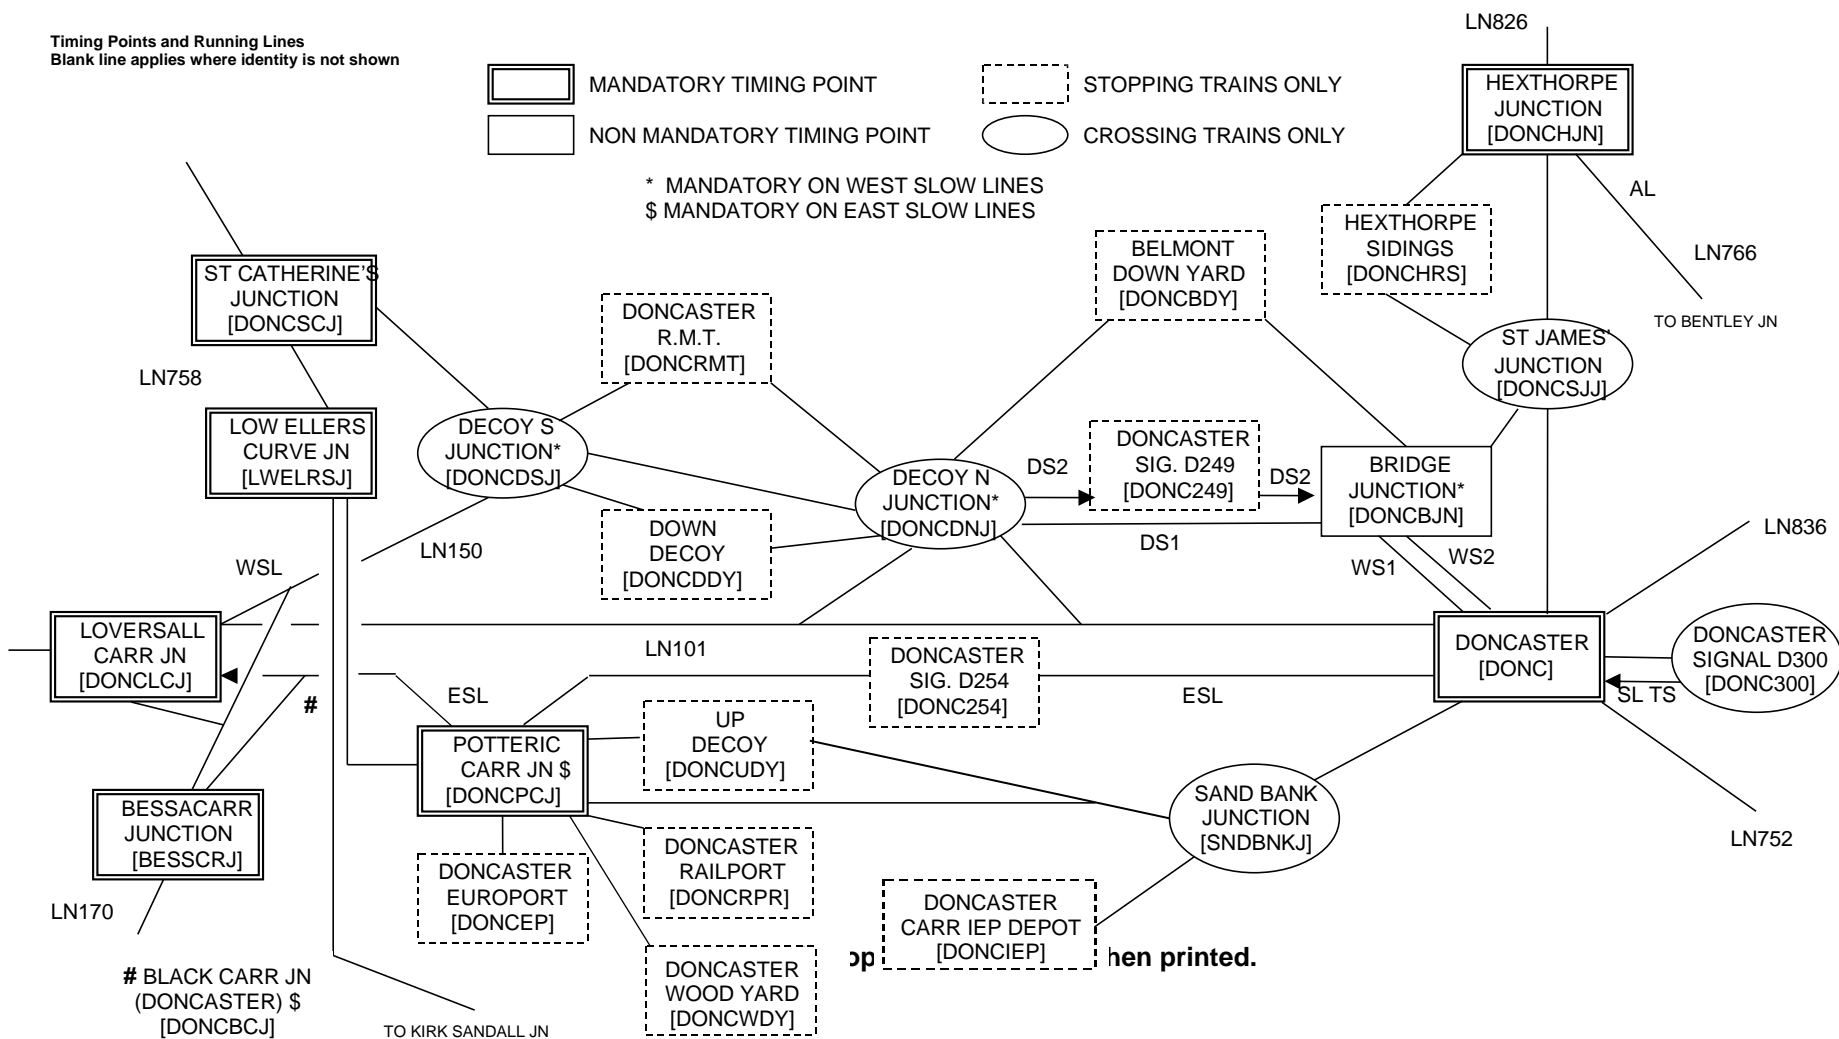 Timing Points and Running Lines
Blank line applies where identity is not shown
MANDATORY TIMING POINT
STOPPING TRAINS ONLY
NON MANDATORY TIMING POINT
CROSSING TRAINS ONLY
* MANDATORY ON WEST SLOW LINES
$ MANDATORY ON EAST SLOW LINES
LN826
HEXTHORPE
JUNCTION
[DONCHJN]
AL
HEXTHORPE
SIDINGS
[DONCHRS]
LN766
TO BENTLEY JN
ST JAMES'
JUNCTION
[DONCSJJ]
BELMONT
DOWN YARD
[DONCBDY]
ST CATHERINE'S
JUNCTION
[DONCSCJ]
DONCASTER
R.M.T.
[DONCRMT]
LN758
LOW ELLERS
CURVE JN
[LWELRSJ]
DECOY S
JUNCTION*
[DONCDSJ]
DECOY N
JUNCTION*
[DONCDNJ]
DS2
DONCASTER
SIG. D249
[DONC249]
DS2
BRIDGE
JUNCTION*
[DONCBJN]
DS1
WS1
WS2
LN836
DOWN
DECOY
[DONCDDY]
LN150
WSL
LOVERSALL
CARR JN
[DONCLCJ]
LN101
DONCASTER
SIG. D254
[DONC254]
DONCASTER
[DONC]
DONCASTER
SIGNAL D300
[DONC300]
SL TS
#
ESL
ESL
UP
DECOY
[DONCUDY]
POTTERIC
CARR JN $
[DONCPCJ]
SAND BANK
JUNCTION
[SNDBNKJ]
LN752
BESSACARR
JUNCTION
[BESSCRJ]
DONCASTER
EUROPORT
[DONCEP]
DONCASTER
RAILPORT
[DONCRPR]
DONCASTER
CARR IEP DEPOT
[DONCIEP]
LN170
hen printed.
# BLACK CARR JN
(DONCASTER) $
[DONCBCJ]
TO KIRK SANDALL JN
DONCASTER
WOOD YARD
[DONCWDY]